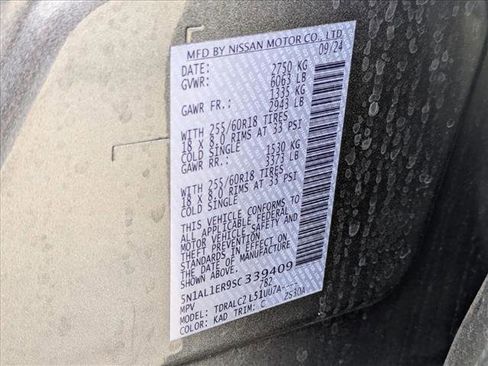 MFD BY NISSAN MOTOR CO., LTD
DATE: 09/24
GVWR: 2750 KG
6063 LB
GAWR FR.: 1335 KG
2943 LB
WITH 255/60R18 TIRES
18 X 8.0 RIMS AT 33 PSI
COLD SINGLE
GAWR RR.: 1530 KG
3373 LB
WITH 255/60R18 TIRES
18 X 8.0 RIMS AT 33 PSI
COLD SINGLE
THIS VEHICLE CONFORMS TO
ALL APPLICABLE FEDERAL
MOTOR VEHICLE SAFETY AND
THEFT PREVENTION
STANDARDS IN EFFECT ON
THE DATE OF MANUFACTURE
SHOWN ABOVE.
5N1AL1ER9SC339409
MPV 782
MODEL: TDRALC2
COLOR: KAD TRIM: C